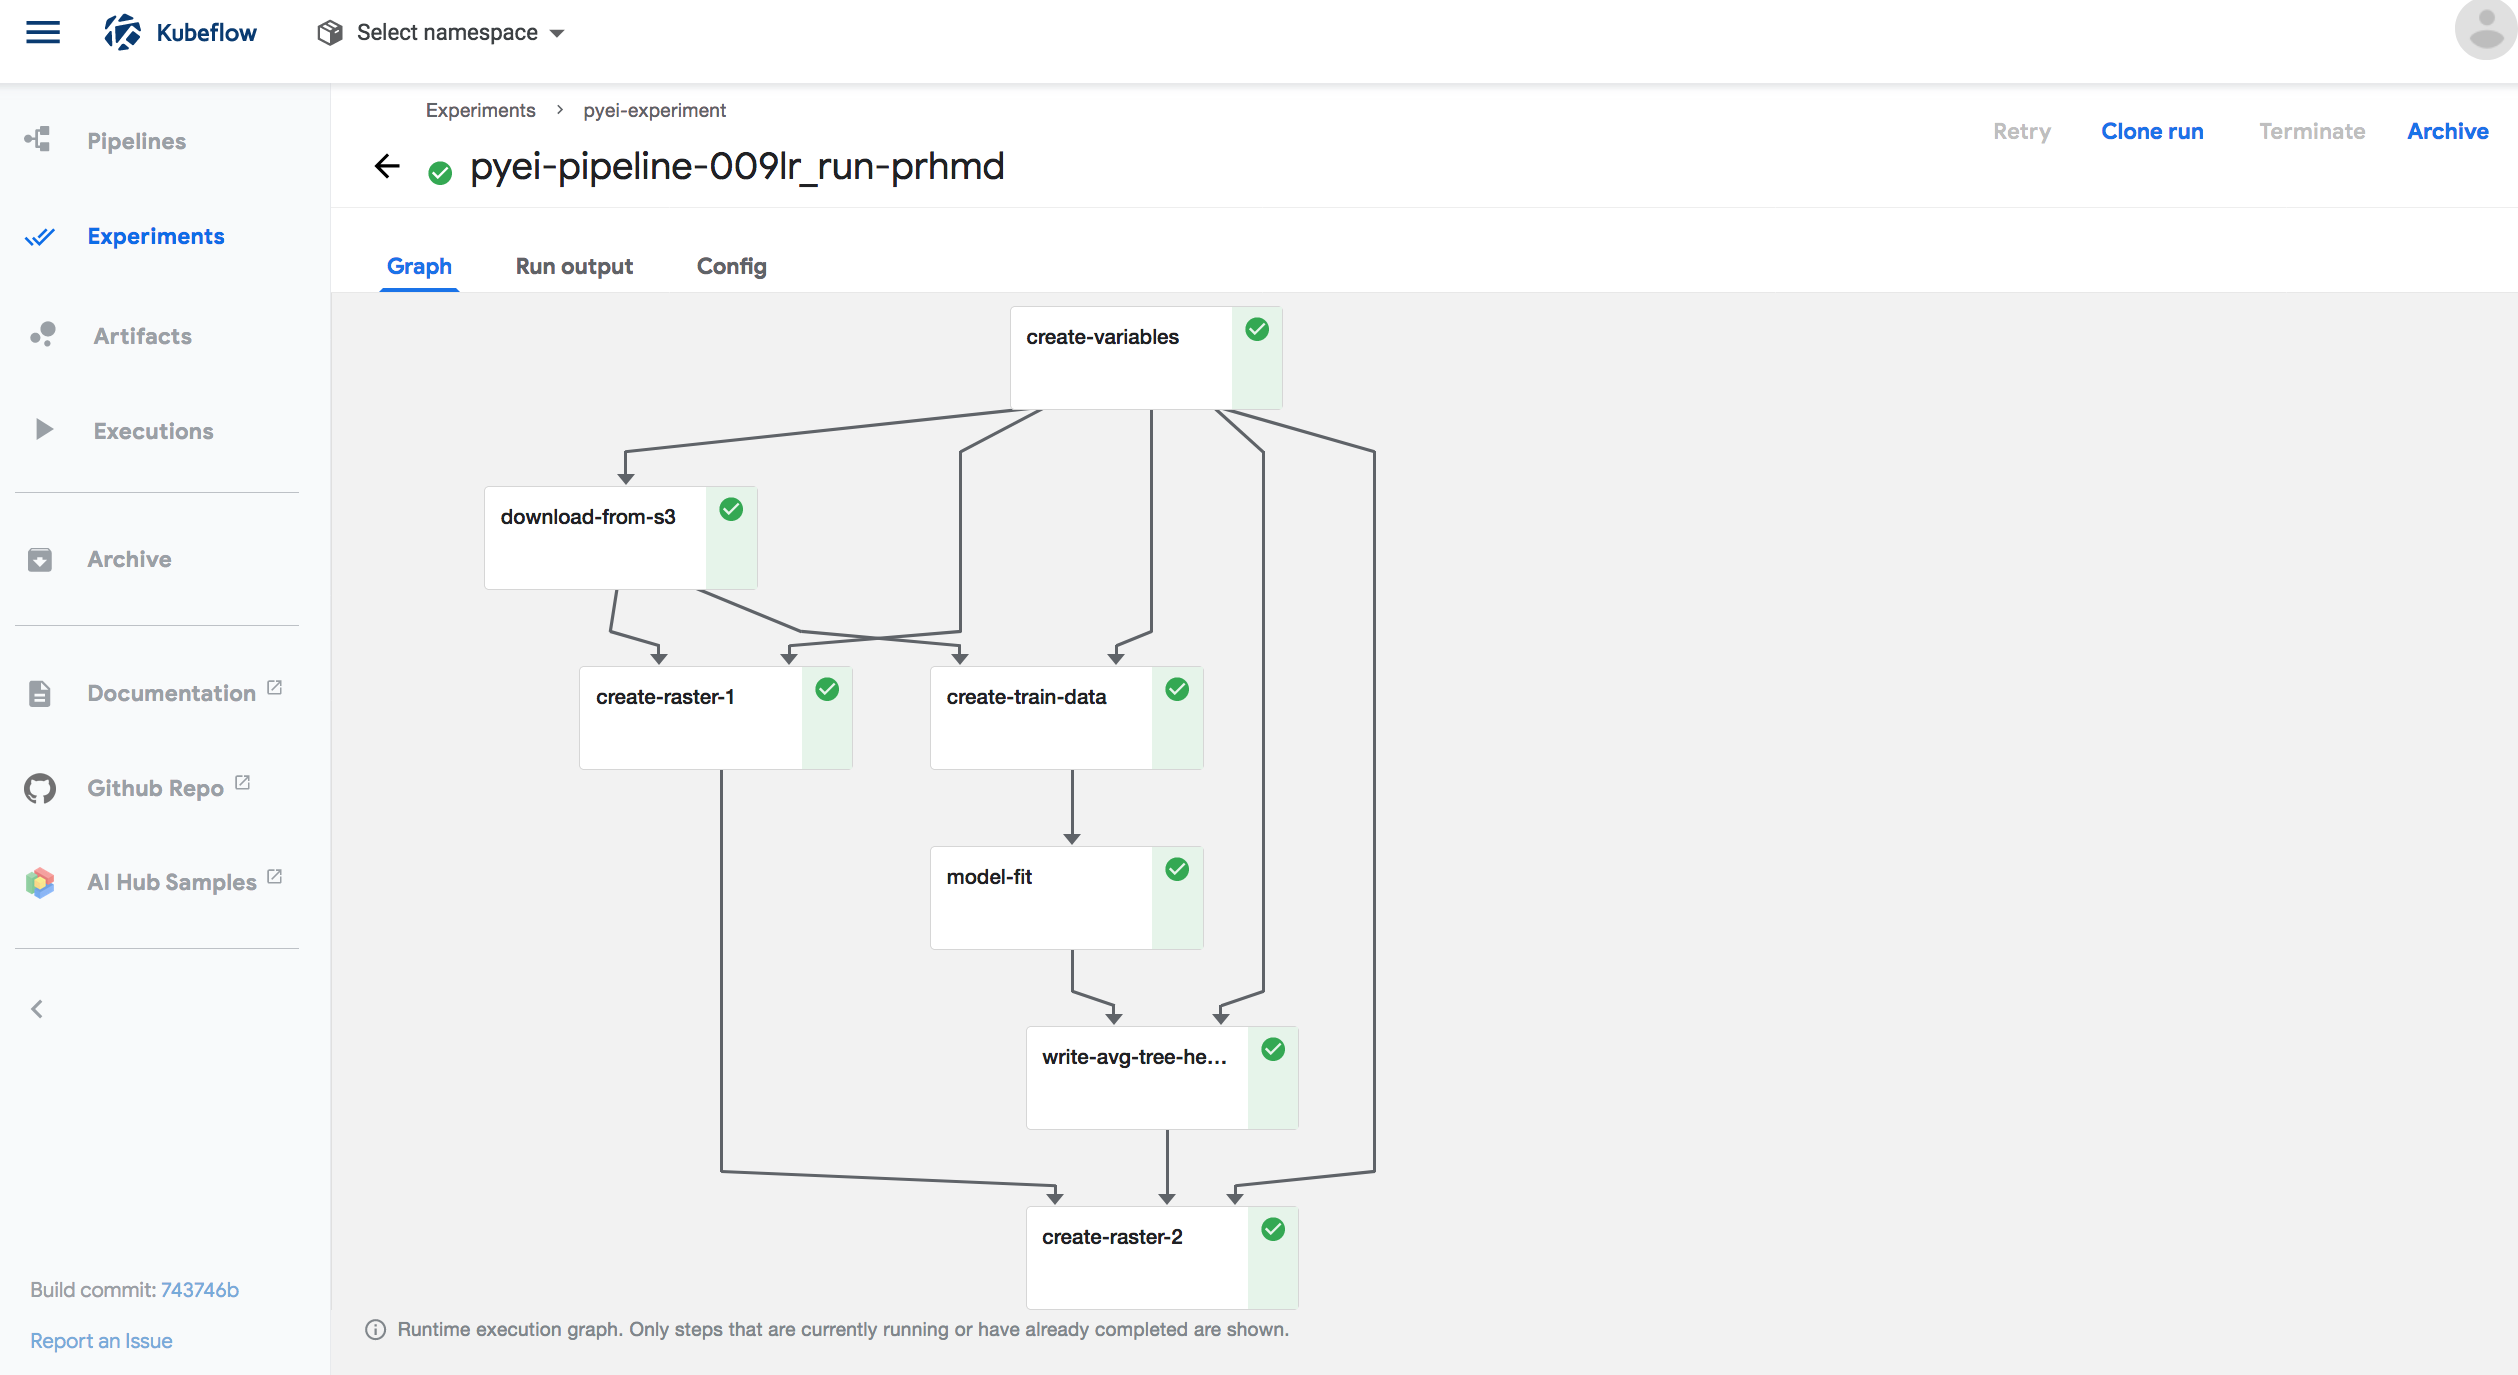 Kubeflow
Select namespace
Pipelines
Experiments
Artifacts
Executions
Archive
Documentation
Github Repo
AI Hub Samples
Build commit: 743746b
Report an Issue
Experiments > pyei-experiment
pyei-pipeline-009lr_run-prhmd
Retry Clone run Terminate Archive
Graph Run output Config
create-variables
download-from-s3
create-raster-1
create-train-data
model-fit
write-avg-tree-he...
create-raster-2
Runtime execution graph. Only steps that are currently running or have already completed are shown.